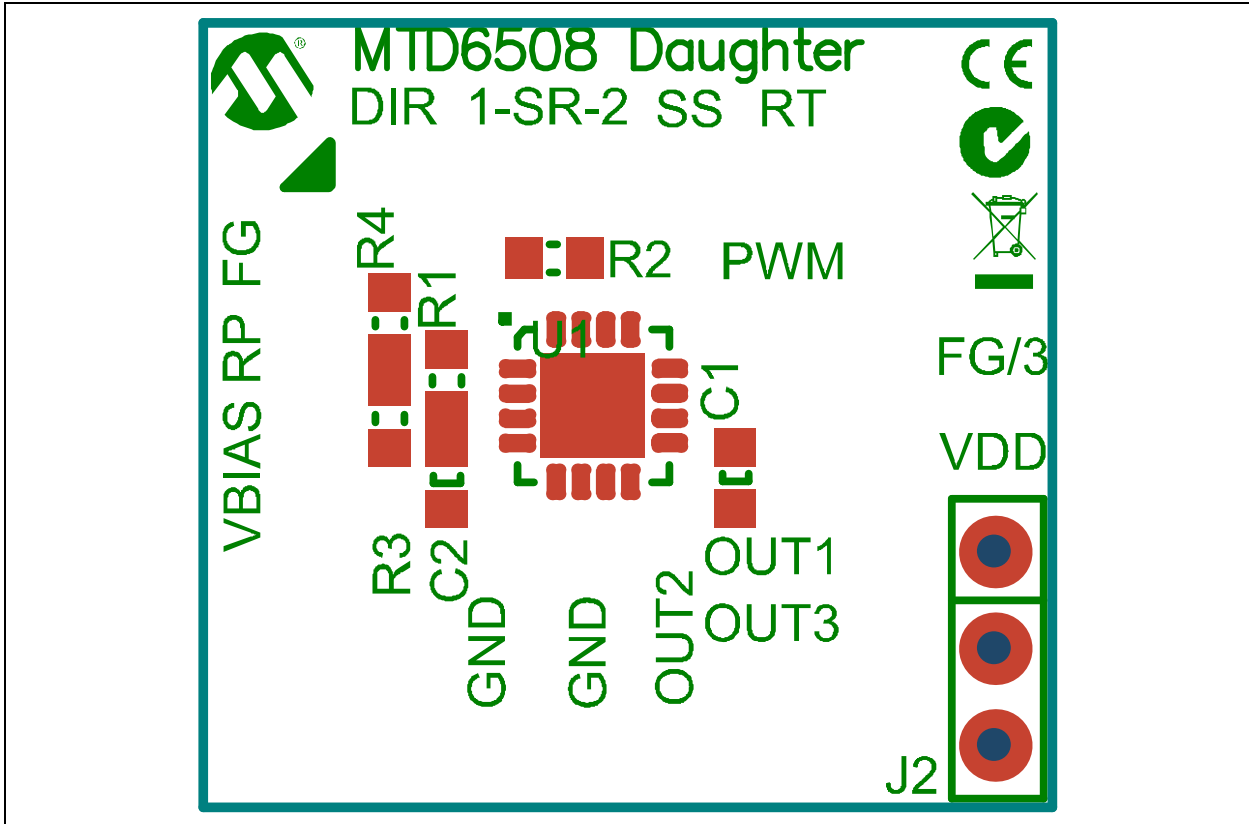 ®
MTD6508 Daughter
DIR 1-SR-2 SS RT
CE
VBIAS RP FG
R4
R1
R2
PWM
U1
FG/3
C1
VDD
R3
C2
OUT1
OUT3
GND
GND
OUT2
J2